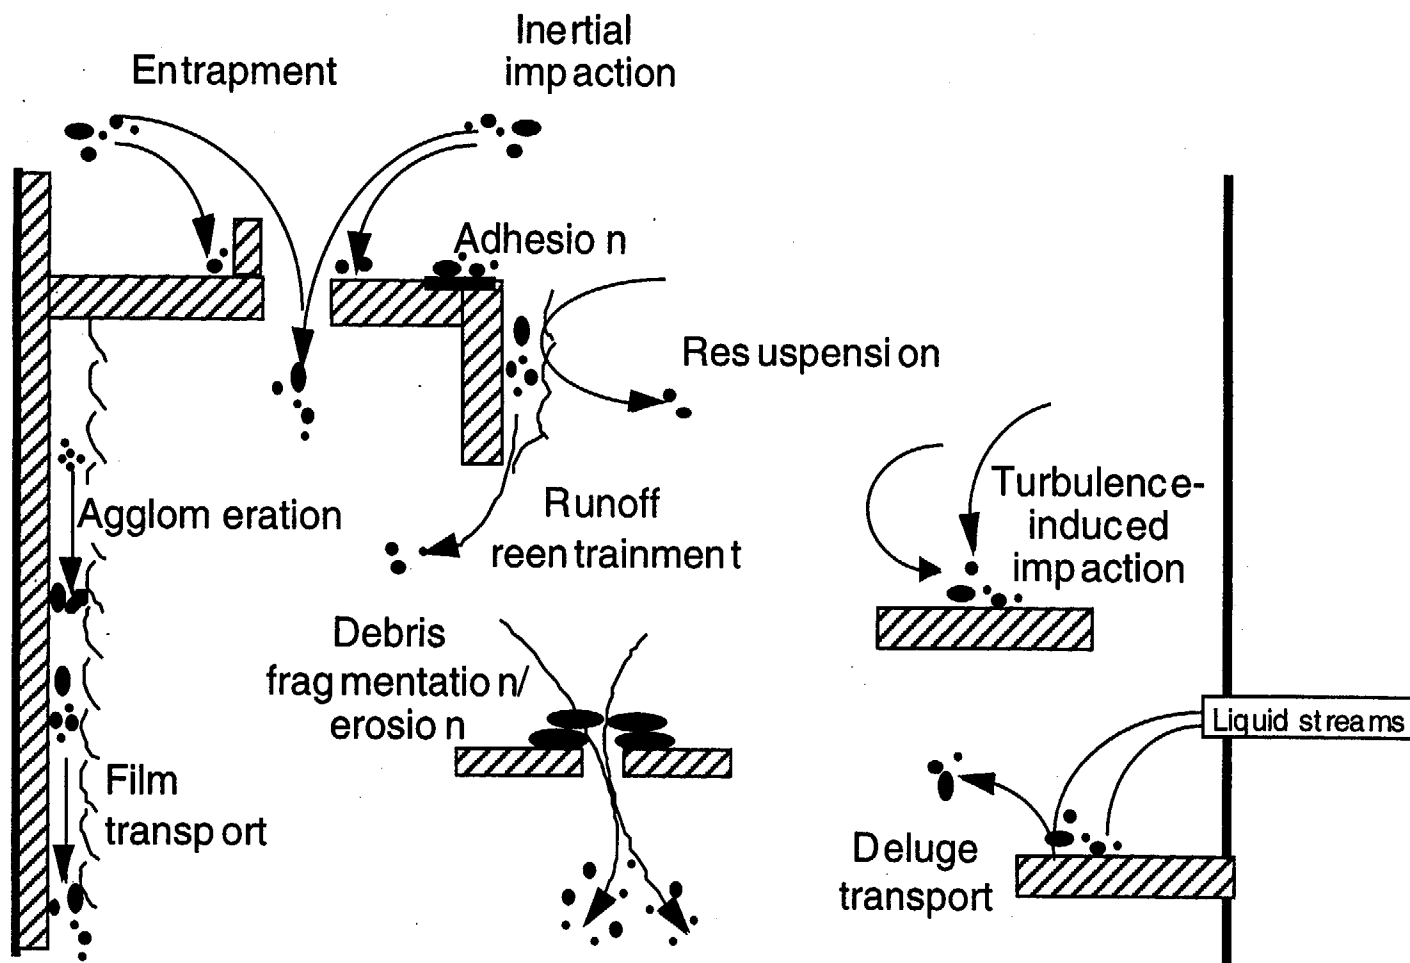 Inertial
impaction
Entrapment
Adhesion
Resuspension
Agglomeration
Runoff
reentrainment
Turbulence-
induced
impaction
Debris
fragmentation/
erosion
Liquid streams
Film
transport
Deluge
transport